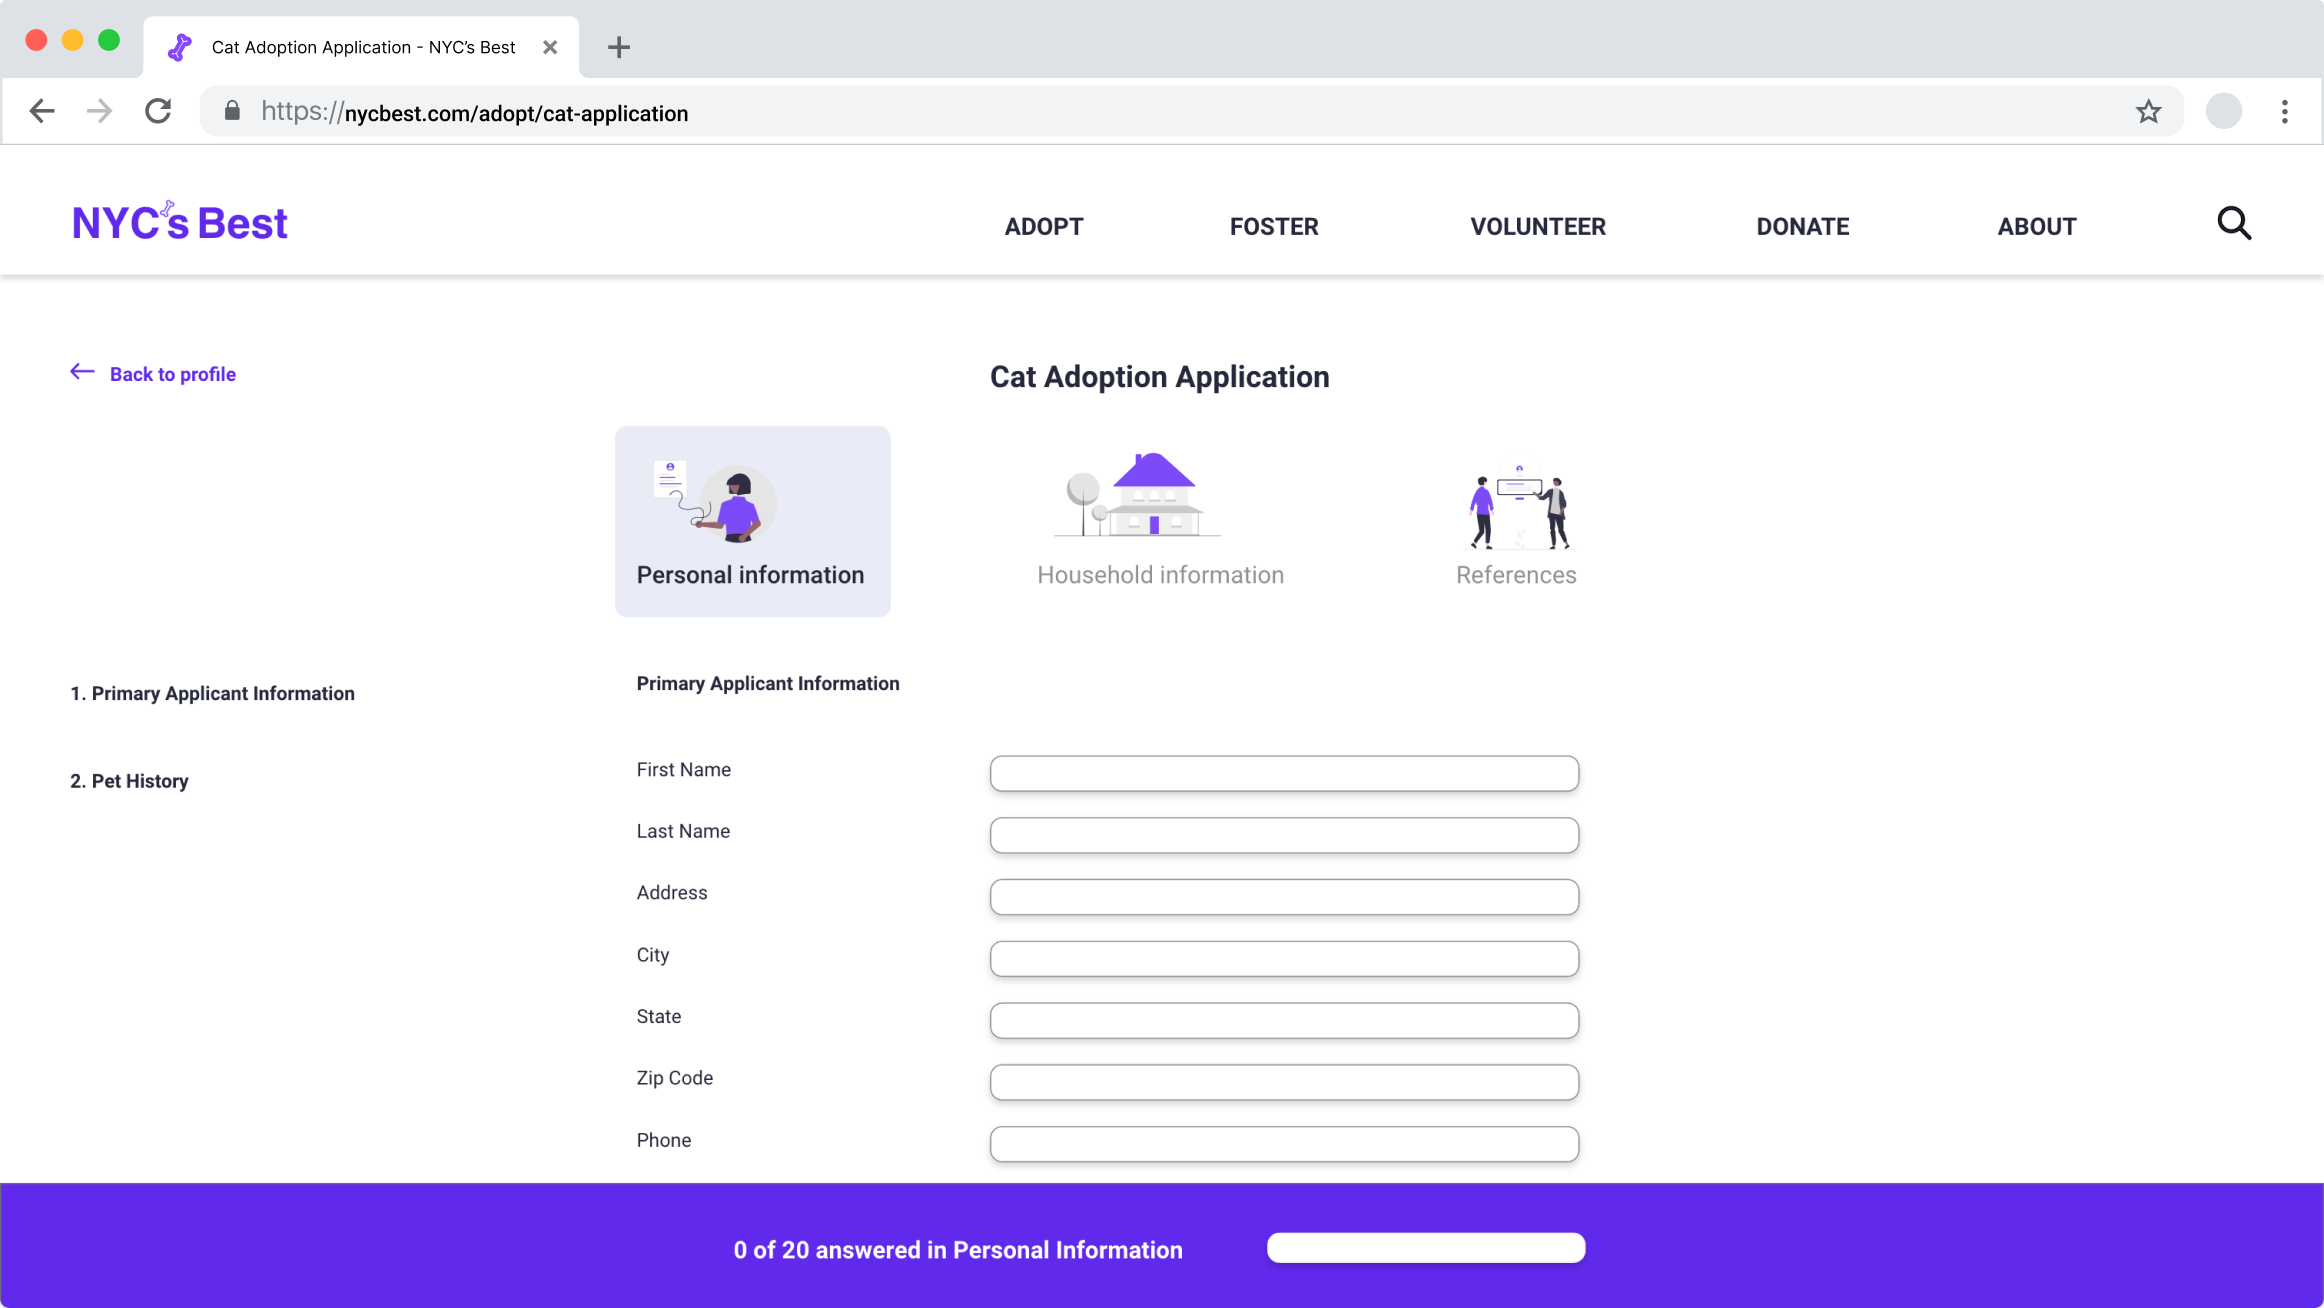 Cat Adoption Application - NYC's Best
https://nycbest.com/adopt/cat-application
NYC's Best
ADOPT FOSTER VOLUNTEER DONATE ABOUT
Back to profile
Cat Adoption Application
Personal information
Household information
References
1. Primary Applicant Information
2. Pet History
Primary Applicant Information
First Name
Last Name
Address
City
State
Zip Code
Phone
0 of 20 answered in Personal Information